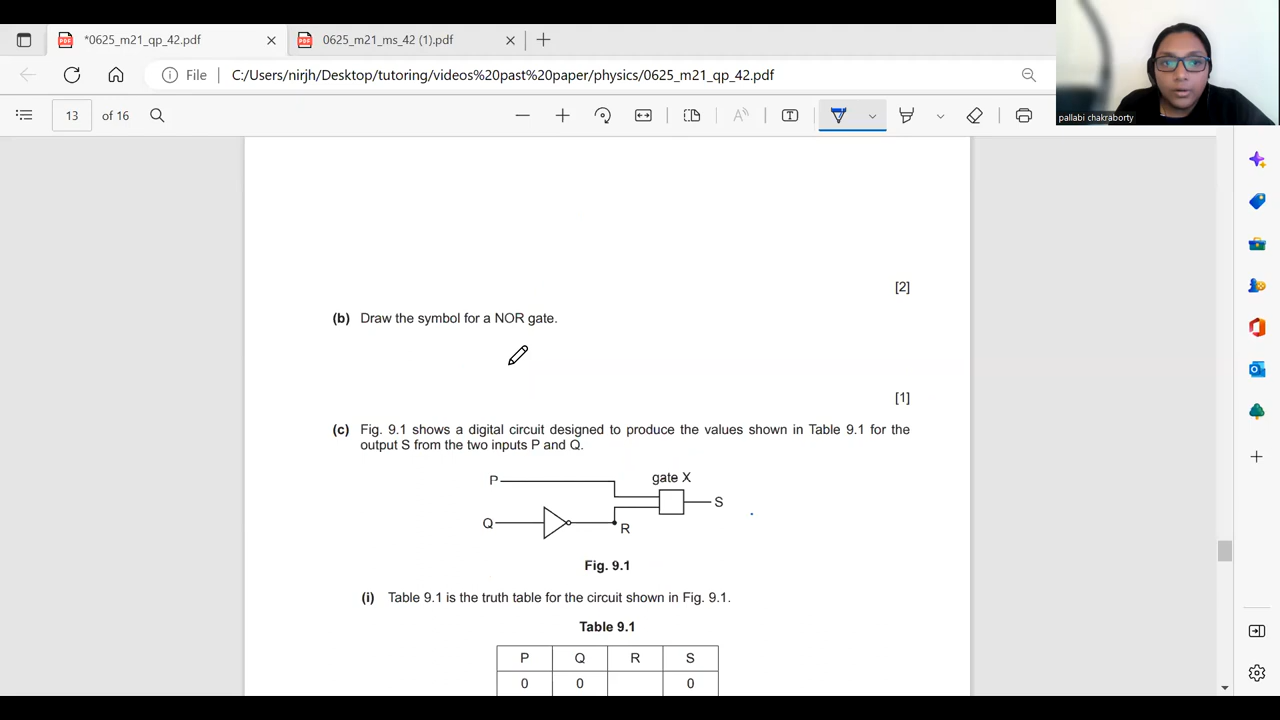 *0625_m21_qp_42.pdf
0625_m21_ms_42 (1).pdf
File
C:/Users/nirjh/Desktop/tutoring/videos%20past%20paper/physics/0625_m21_qp_42.pdf
13 of 16
pallabi chakraborty
[2]
(b) Draw the symbol for a NOR gate.
[1]
(c) Fig. 9.1 shows a digital circuit designed to produce the values shown in Table 9.1 for the
output S from the two inputs P and Q.
gate X
P
S
Q
R
Fig. 9.1
(i) Table 9.1 is the truth table for the circuit shown in Fig. 9.1.
Table 9.1
P Q R S
0 0 0